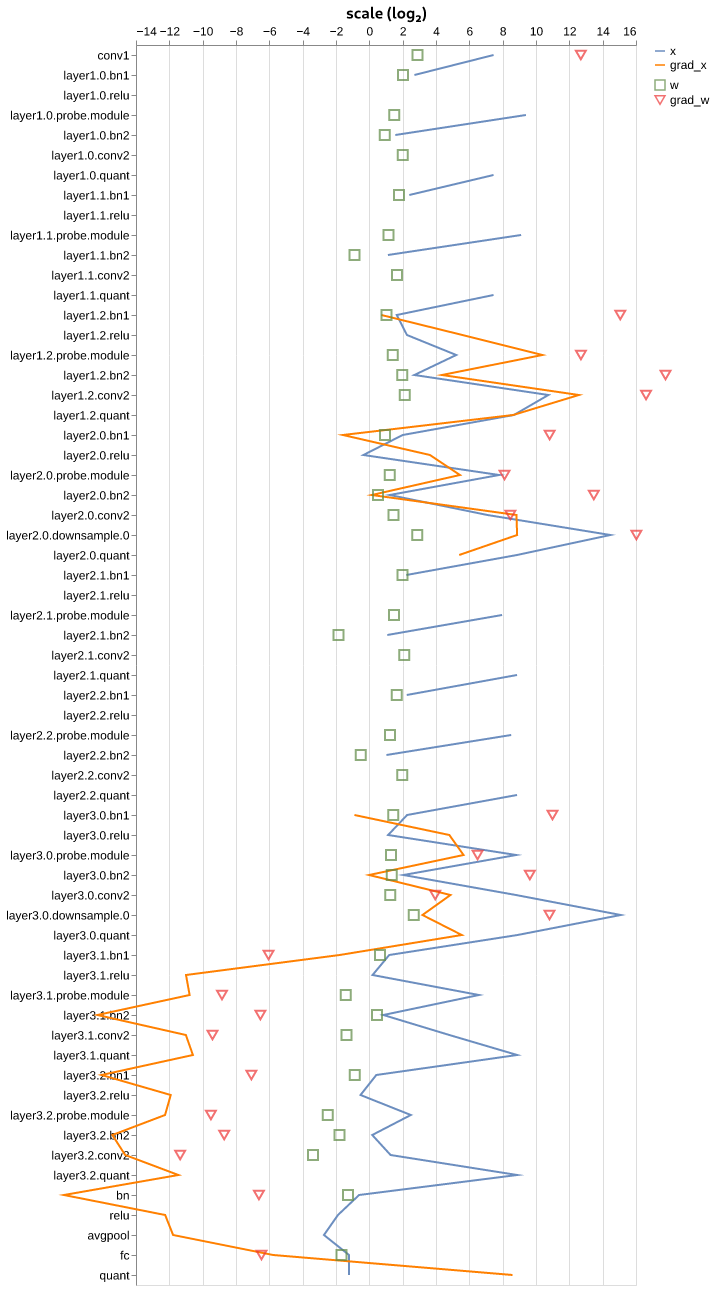 scale (log₂)
−14 −12 −10 −8 −6 −4 −2 0 2 4 6 8 10 12 14 16
x
grad_x
w
grad_w
conv1
layer1.0.bn1
layer1.0.relu
layer1.0.probe.module
layer1.0.bn2
layer1.0.conv2
layer1.0.quant
layer1.1.bn1
layer1.1.relu
layer1.1.probe.module
layer1.1.bn2
layer1.1.conv2
layer1.1.quant
layer1.2.bn1
layer1.2.relu
layer1.2.probe.module
layer1.2.bn2
layer1.2.conv2
layer1.2.quant
layer2.0.bn1
layer2.0.relu
layer2.0.probe.module
layer2.0.bn2
layer2.0.conv2
layer2.0.downsample.0
layer2.0.quant
layer2.1.bn1
layer2.1.relu
layer2.1.probe.module
layer2.1.bn2
layer2.1.conv2
layer2.1.quant
layer2.2.bn1
layer2.2.relu
layer2.2.probe.module
layer2.2.bn2
layer2.2.conv2
layer2.2.quant
layer3.0.bn1
layer3.0.relu
layer3.0.probe.module
layer3.0.bn2
layer3.0.conv2
layer3.0.downsample.0
layer3.0.quant
layer3.1.bn1
layer3.1.relu
layer3.1.probe.module
layer3.1.bn2
layer3.1.conv2
layer3.1.quant
layer3.2.bn1
layer3.2.relu
layer3.2.probe.module
layer3.2.bn2
layer3.2.conv2
layer3.2.quant
bn
relu
avgpool
fc
quant